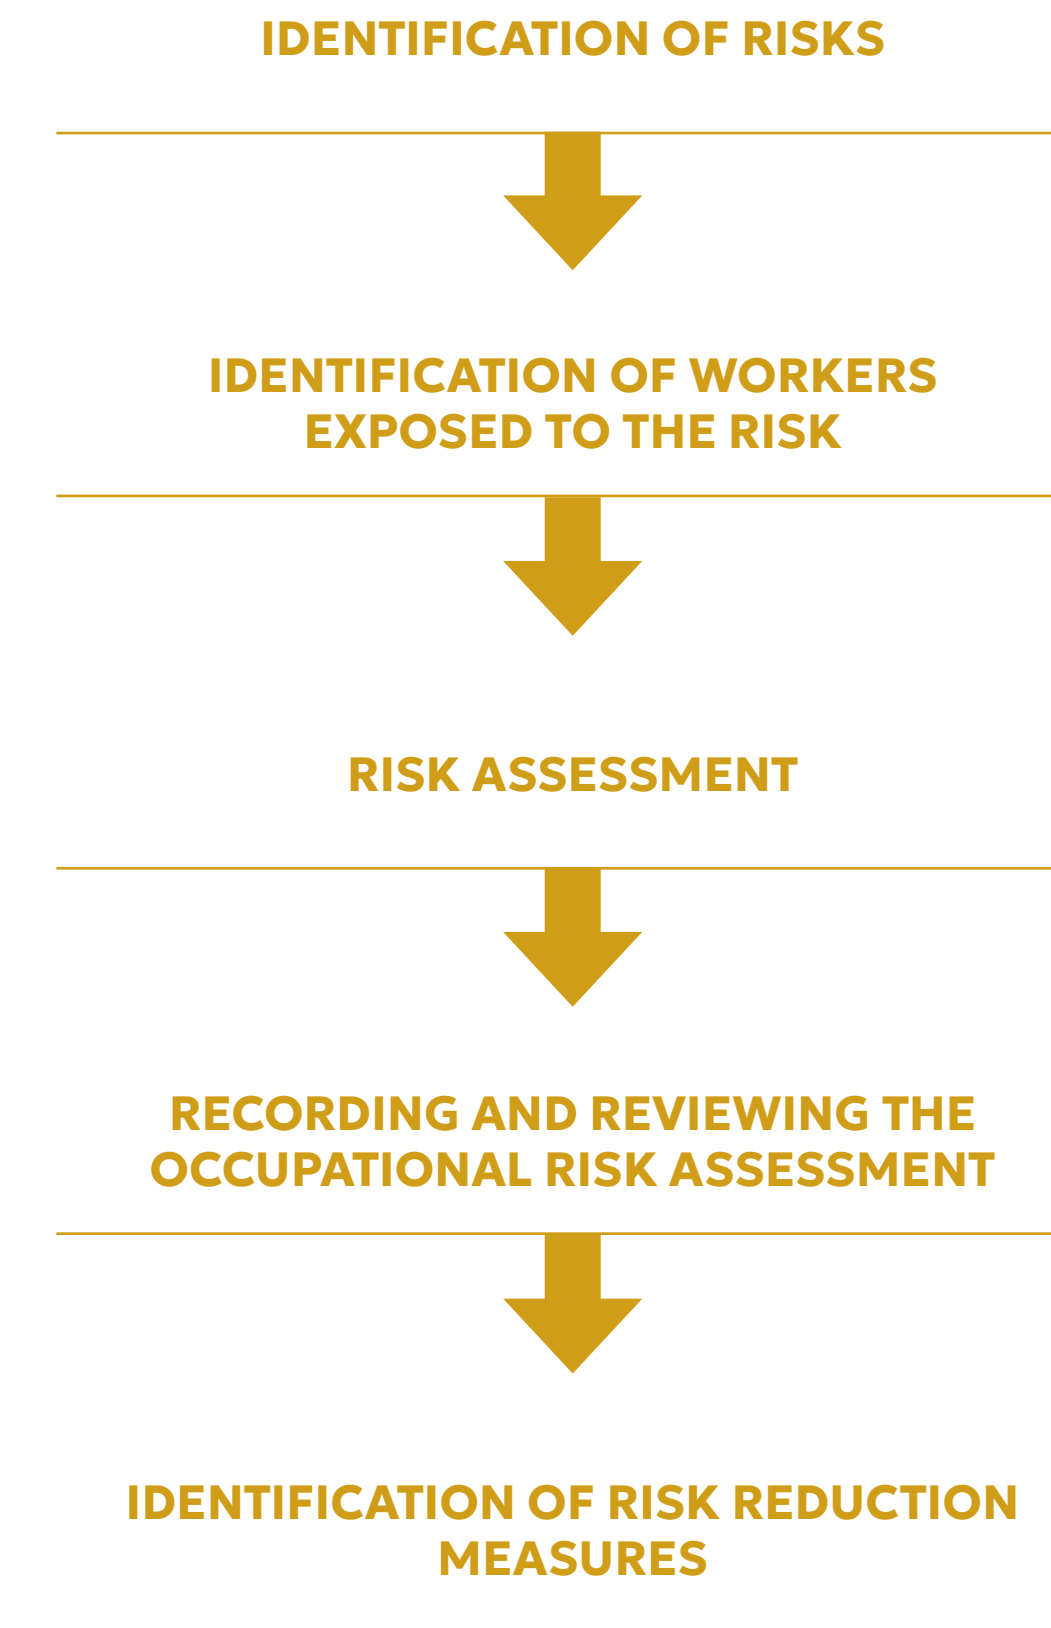 IDENTIFICATION OF RISKS
IDENTIFICATION OF WORKERS
EXPOSED TO THE RISK
RISK ASSESSMENT
RECORDING AND REVIEWING THE
OCCUPATIONAL RISK ASSESSMENT
IDENTIFICATION OF RISK REDUCTION
MEASURES